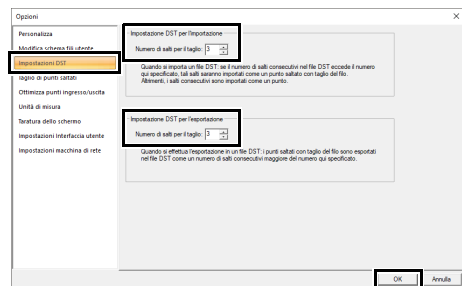 Opzioni
Personalizza
Modifica schema fili utente
Impostazioni DST
Taglio di punti saltati
Ottimizza punti ingresso/uscita
Unità di misura
Taratura dello schermo
Impostazioni Interfaccia utente
Impostazioni macchina di rete
Impostazione DST per l'importazione
Numero di salti per il taglio: 3
Quando si importa un file DST: se il numero di salti consecutivi nel file DST eccede il numero
qui specificato, tali salti saranno importati come un punto saltato con taglio del filo.
Altrimenti, i salti consecutivi sono importati come un punto.
Impostazione DST per l'esportazione
Numero di salti per il taglio: 3
Quando si effettua l'esportazione in un file DST: i punti saltati con taglio del filo sono esportati
nel file DST come un numero di salti consecutivi maggiore del numero qui specificato.
OK
Annulla